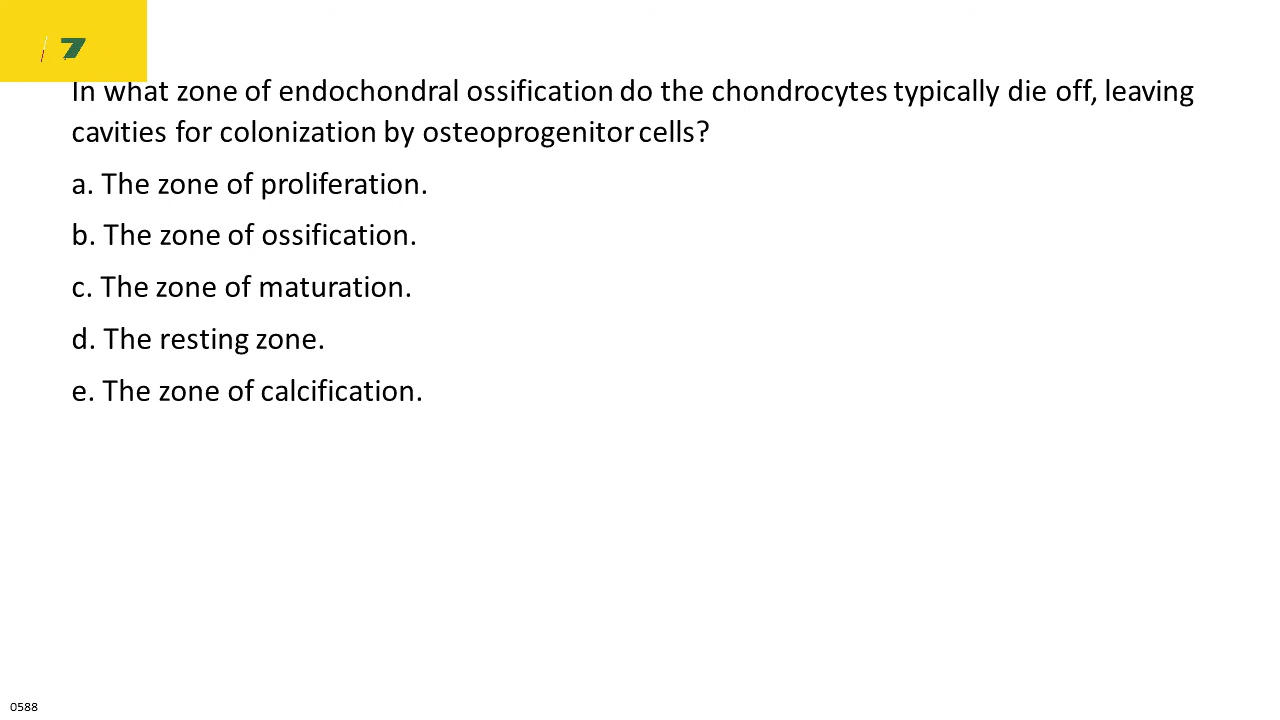 7
In what zone of endochondral ossification do the chondrocytes typically die off, leaving
cavities for colonization by osteoprogenitor cells?
a. The zone of proliferation.
b. The zone of ossification.
c. The zone of maturation.
d. The resting zone.
e. The zone of calcification.
0588